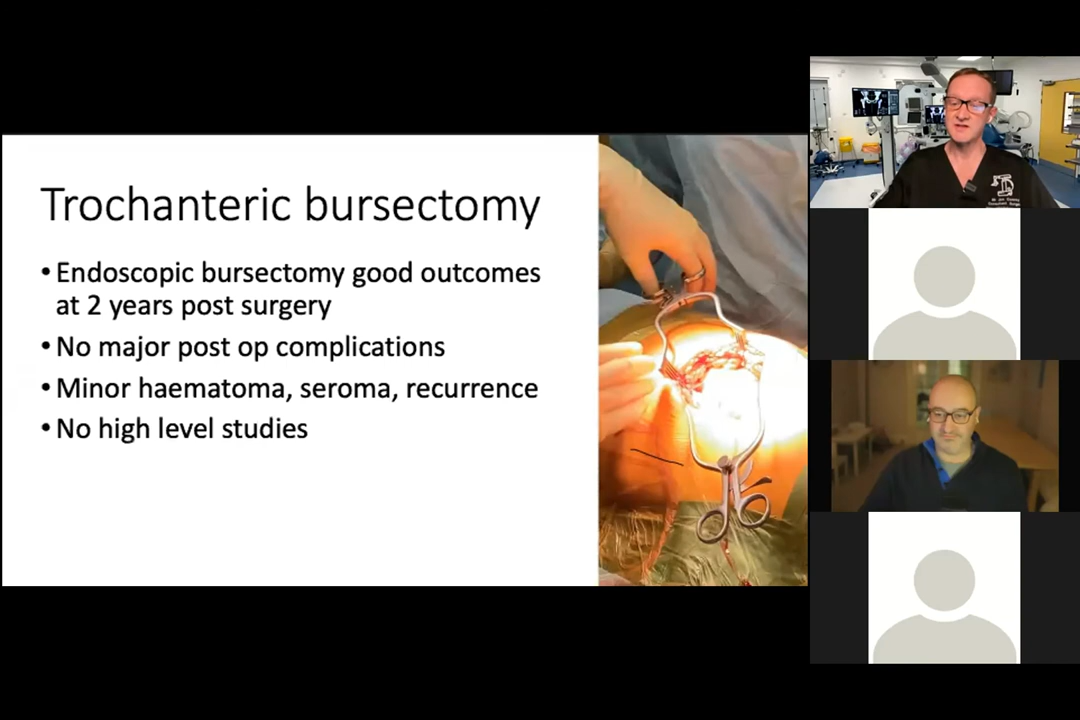 Trochanteric bursectomy
• Endoscopic bursectomy good outcomes
at 2 years post surgery
• No major post op complications
• Minor haematoma, seroma, recurrence
• No high level studies